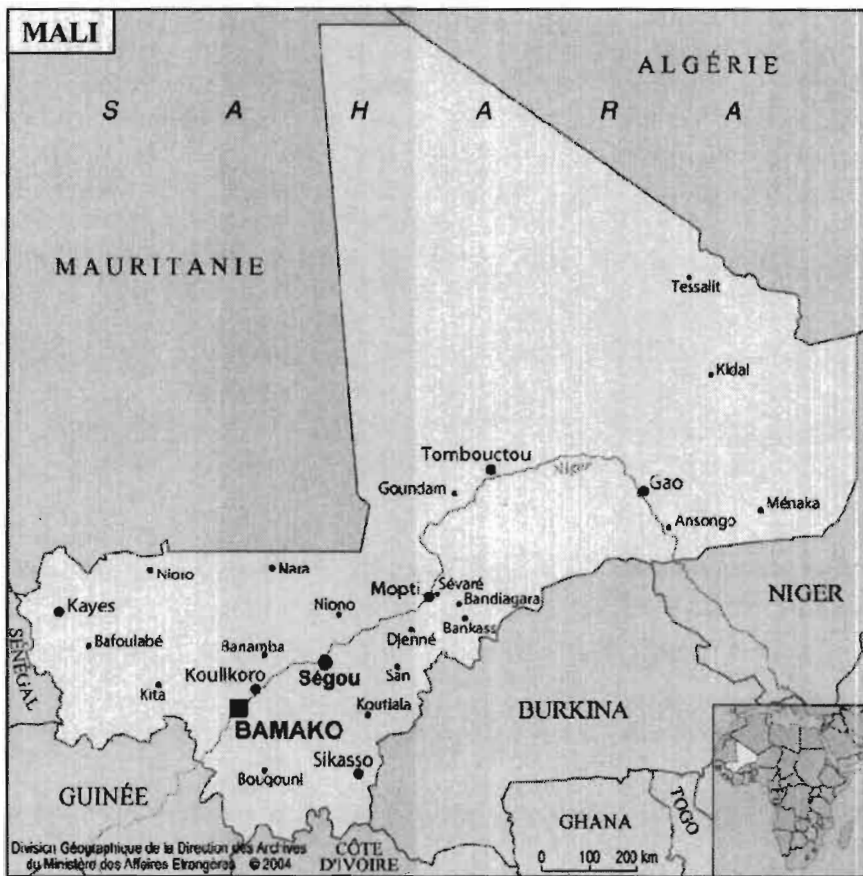 MALI
ALGÉRIE
S A H A R A
MAURITANIE
Tessalit
Kidal
Tombouctou
Niger
Goundam
Gao
Ménaka
Ansongo
Nioro
Nara
Mopti
Sévaré
Bandiagara
NIGER
Kayes
Niono
Bankass
Djenné
SÉNÉGAL
Bafoulabé
Banamba
Ségou
San
Koulikoro
Kita
Koutiala
BAMAKO
BURKINA
Sikasso
Bougouni
GUINÉE
GHANA
TOGO
CÔTE
D'IVOIRE
Division Géographique de la Direction des Archives
du Ministère des Affaires Etrangères © 2004
0 100 200 km